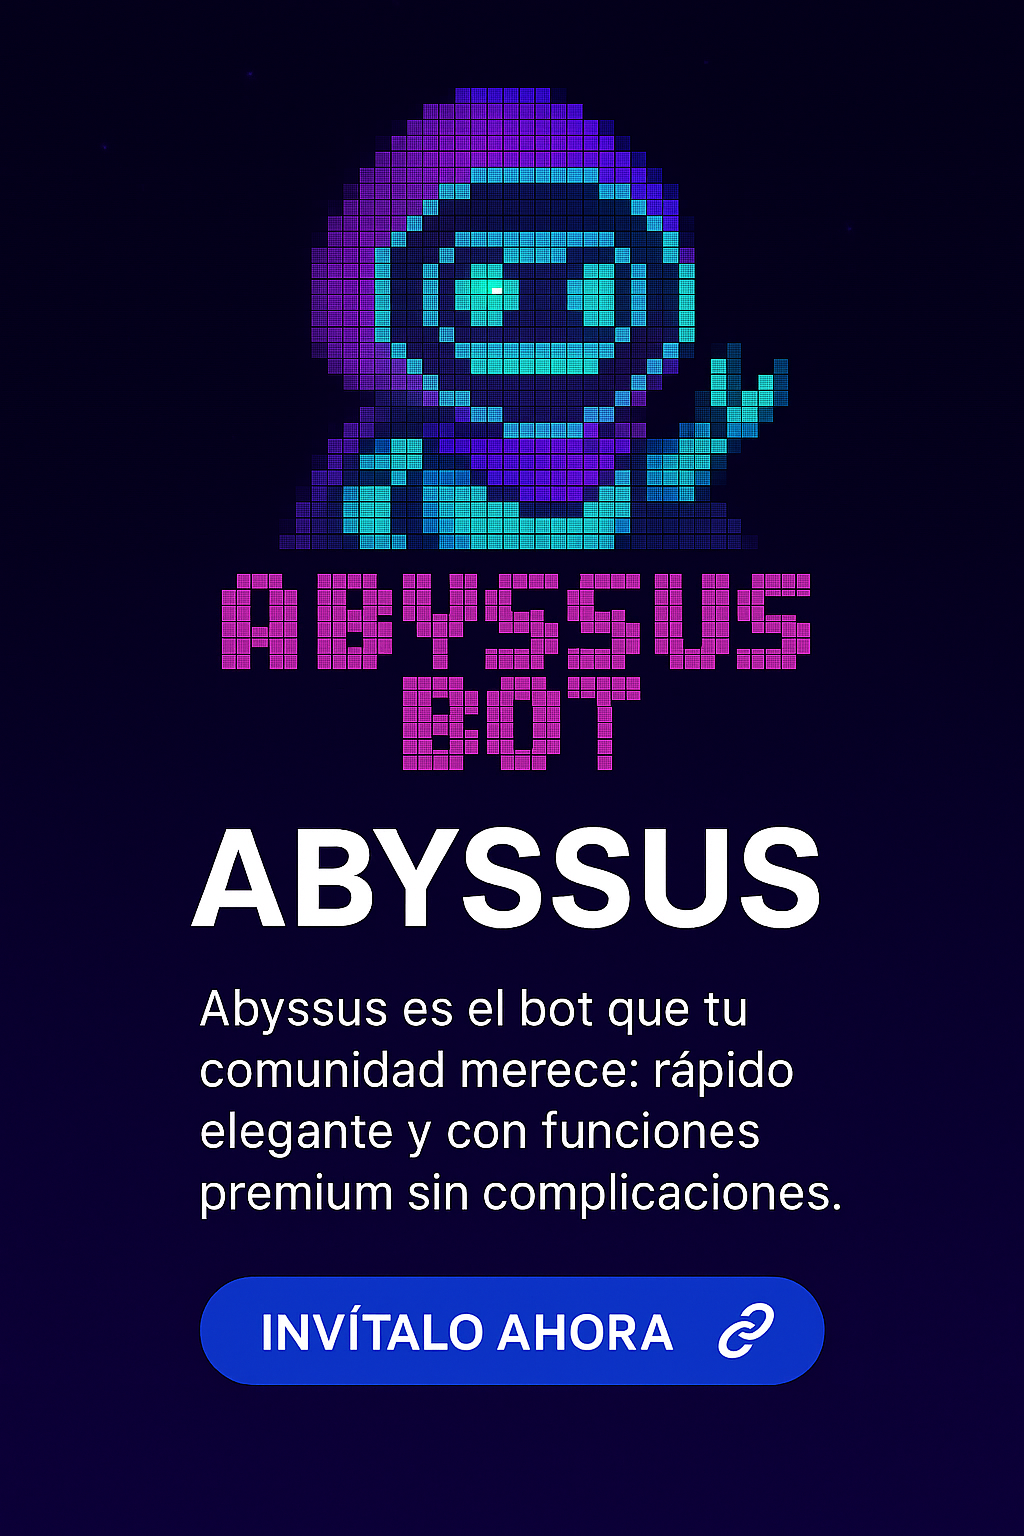 ABYSSUS
BOT
ABYSSUS
Abyssus es el bot que tu
comunidad merece: rápido
elegante y con funciones
premium sin complicaciones.
INVÍTALO AHORA